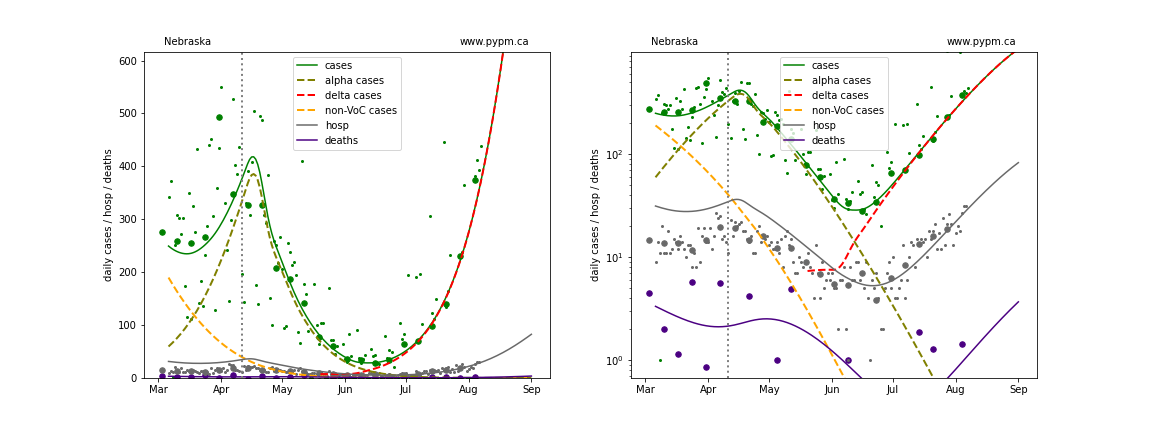 Nebraska
www.pypm.ca
daily cases / hosp / deaths
600
500
400
300
200
100
0
Mar
Apr
May
Jun
Jul
Aug
Sep
cases
alpha cases
delta cases
non-VoC cases
hosp
deaths
Nebraska
www.pypm.ca
daily cases / hosp / deaths
10²
10¹
10⁰
Mar
Apr
May
Jun
Jul
Aug
Sep
cases
alpha cases
delta cases
non-VoC cases
hosp
deaths